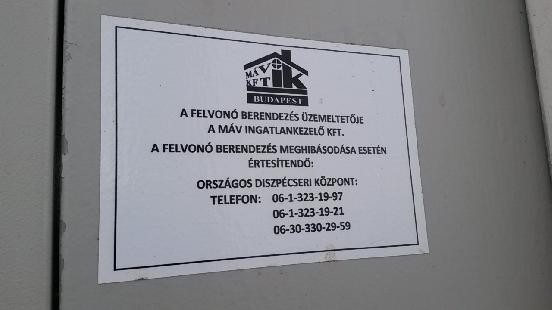 MÁV IK
KFT
BUDAPEST
A FELVONÓ BERENDEZÉS ÜZEMELTETŐJE
A MÁV INGATLANKEZELŐ KFT.
A FELVONÓ BERENDEZÉS MEGHIBÁSODÁSA ESETÉN
ÉRTESÍTENDŐ:
ORSZÁGOS DISZPÉCSERI KÖZPONT:
TELEFON: 06-1-323-19-97
06-1-323-19-21
06-30-330-29-59